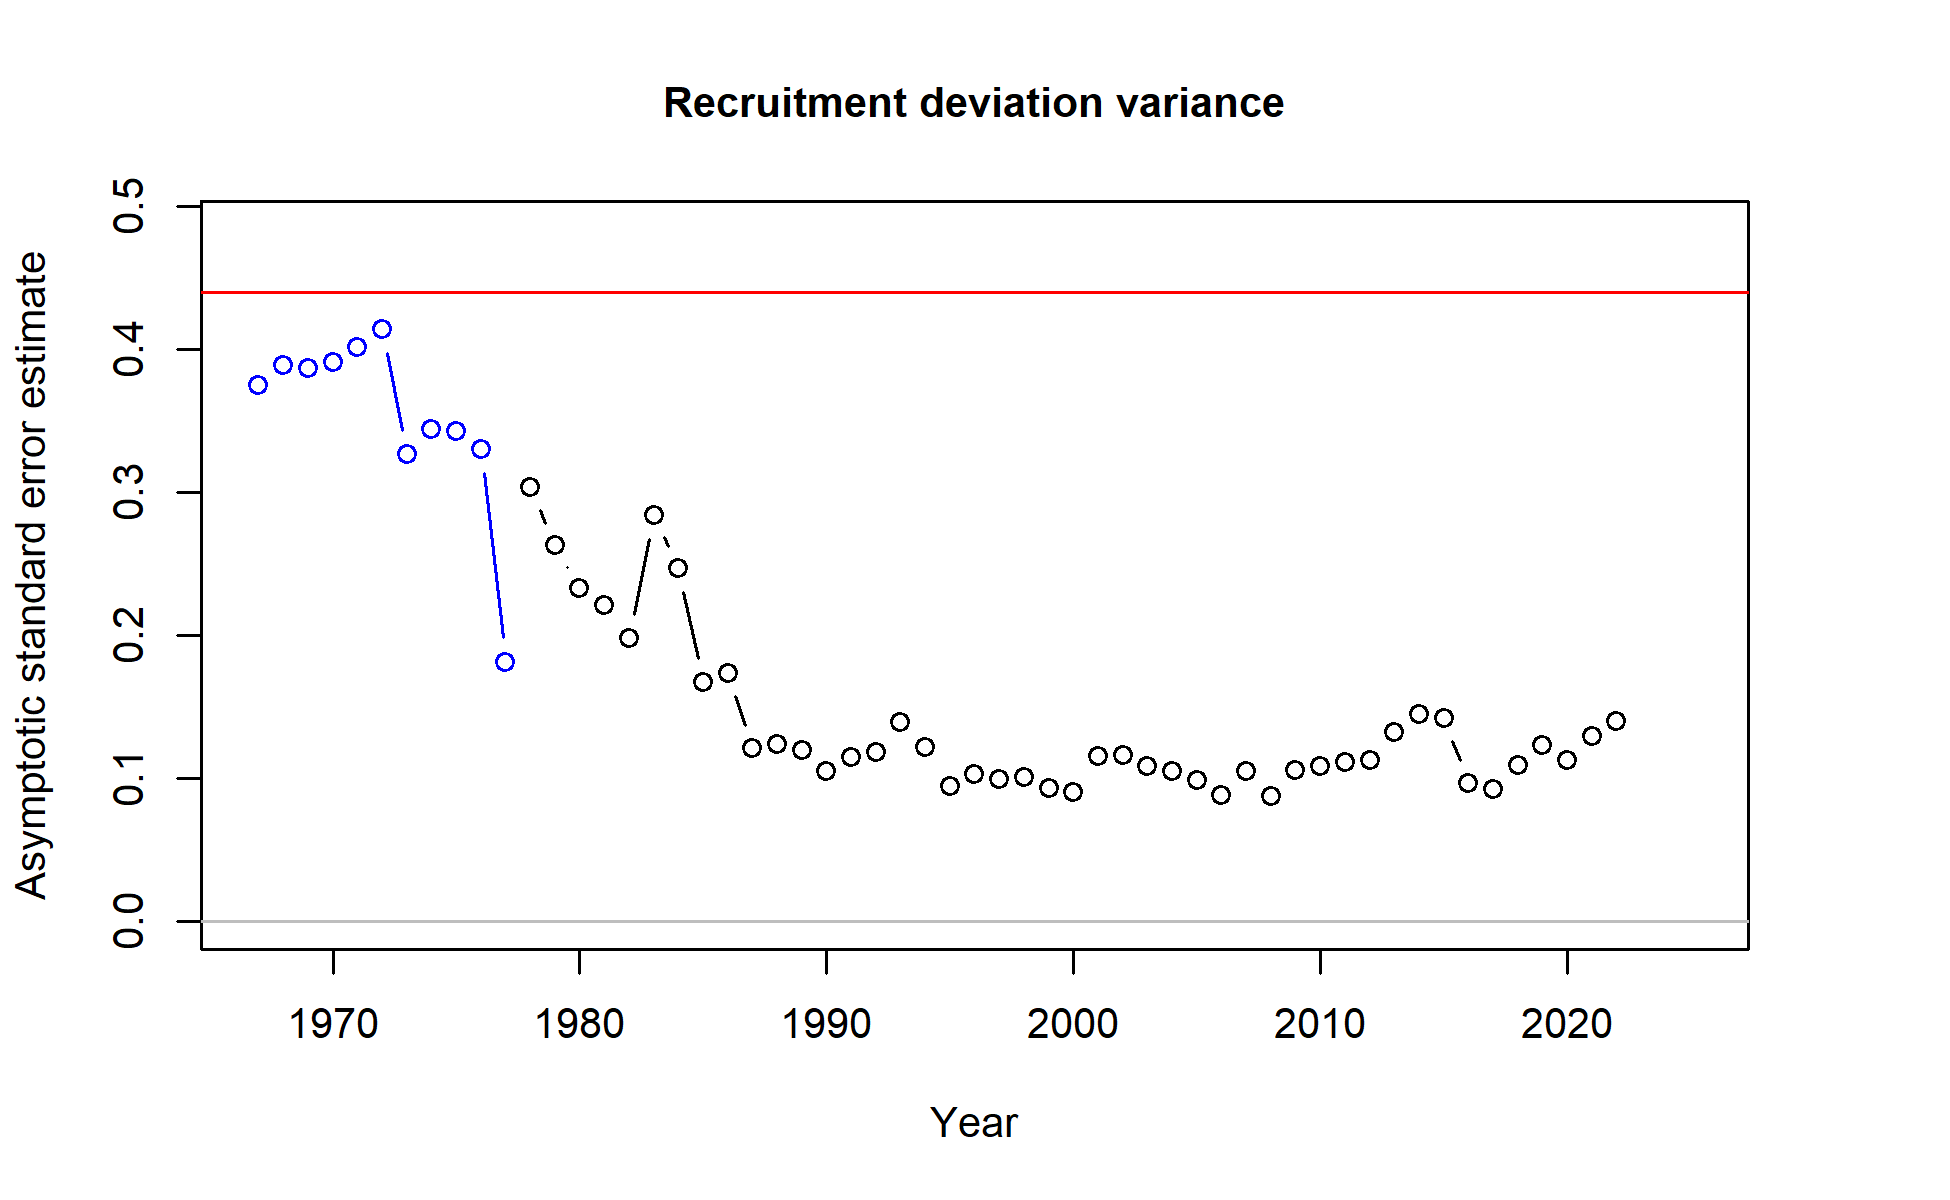 Recruitment deviation variance
Asymptotic standard error estimate
0.5
0.4
0.3
0.2
0.1
0.0
1970 1980 1990 2000 2010 2020
Year